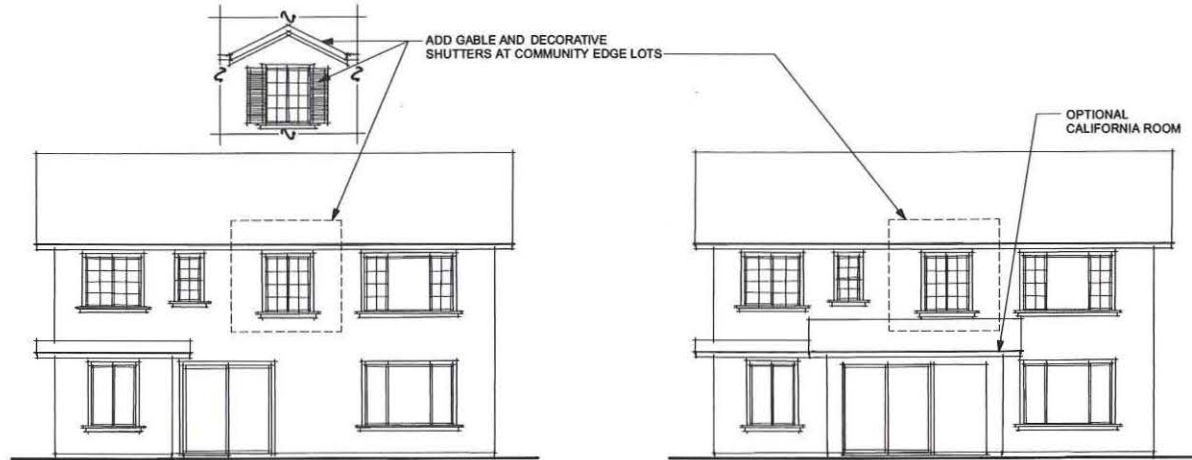 ADD GABLE AND DECORATIVE
SHUTTERS AT COMMUNITY EDGE LOTS
OPTIONAL
CALIFORNIA ROOM